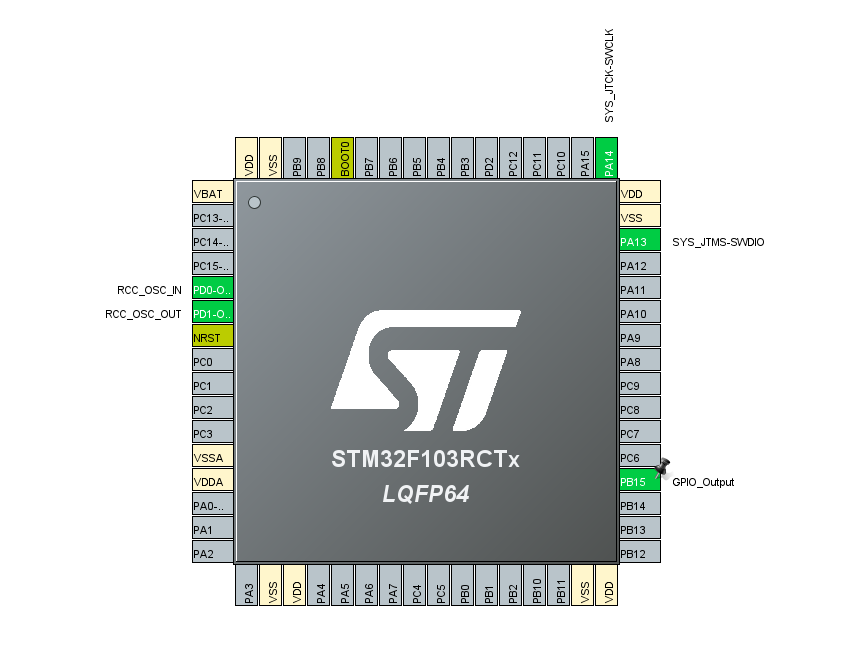 SYS_JTCK-SWCLK
VDD
VSS
PB9
PB8
BOOT0
PB7
PB6
PB5
PB4
PB3
PD2
PC12
PC11
PC10
PA15
PA14
VBAT
PC13-..
PC14-..
PC15-..
RCC_OSC_IN PD0-O..
RCC_OSC_OUT PD1-O..
NRST
PC0
PC1
PC2
PC3
VSSA
VDDA
PA0-..
PA1
PA2
STM32F103RCTx
LQFP64
VDD
VSS
PA13 SYS_JTMS-SWDIO
PA12
PA11
PA10
PA9
PA8
PC9
PC8
PC7
PC6
PB15 GPIO_Output
PB14
PB13
PB12
PA3
VSS
VDD
PA4
PA5
PA6
PA7
PC4
PC5
PB0
PB1
PB2
PB10
PB11
VSS
VDD